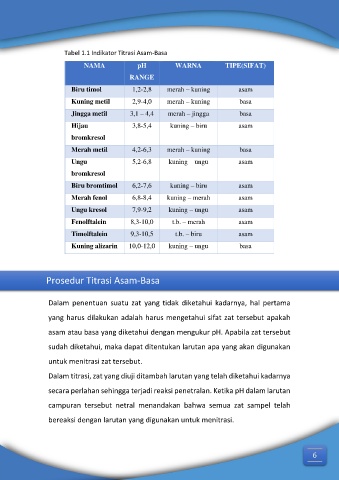 Tabel 1.1 Indikator Titrasi Asam-Basa
NAMA pH RANGE WARNA TIPE(SIFAT)
Biru timol 1,2-2,8 merah – kuning asam
Kuning metil 2,9-4,0 merah – kuning basa
Jingga metil 3,1 – 4,4 merah – jingga basa
Hijau bromkresol 3,8-5,4 kuning – biru asam
Merah metil 4,2-6,3 merah – kuning basa
Ungu bromkresol 5,2-6,8 kuning – ungu asam
Biru bromtimol 6,2-7,6 kuning – biru asam
Merah fenol 6,8-8,4 kuning – merah asam
Ungu kresol 7,9-9,2 kuning – ungu asam
Fenolftalein 8,3-10,0 t.b. – merah asam
Timolftalein 9,3-10,5 t.b. – biru asam
Kuning alizarin 10,0-12,0 kuning – ungu basa
Prosedur Titrasi Asam-Basa
Dalam penentuan suatu zat yang tidak diketahui kadarnya, hal pertama
yang harus dilakukan adalah harus mengetahui sifat zat tersebut apakah
asam atau basa yang diketahui dengan mengukur pH. Apabila zat tersebut
sudah diketahui, maka dapat ditentukan larutan apa yang akan digunakan
untuk menitrasi zat tersebut.
Dalam titrasi, zat yang diuji ditambah larutan yang telah diketahui kadarnya
secara perlahan sehingga terjadi reaksi penetralan. Ketika pH dalam larutan
campuran tersebut netral menandakan bahwa semua zat sampel telah
bereaksi dengan larutan yang digunakan untuk menitrasi.
6